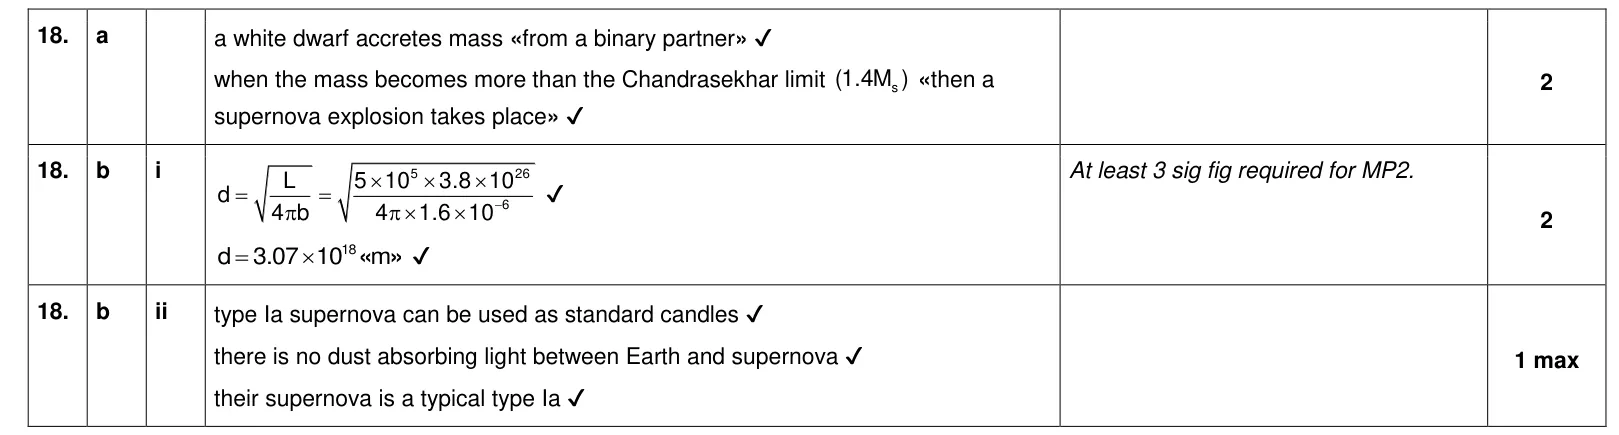 18. a a white dwarf accretes mass «from a binary partner» ✓
when the mass becomes more than the Chandrasekhar limit (1.4Mₛ) «then a
supernova explosion takes place» ✓
2
18. b i d = √(L/4πb) = √(5×10⁵×3.8×10²⁶/4π×1.6×10⁻⁶) ✓ At least 3 sig fig required for MP2.
d = 3.07×10¹⁸ «m» ✓
2
18. b ii type Ia supernova can be used as standard candles ✓
there is no dust absorbing light between Earth and supernova ✓
their supernova is a typical type Ia ✓
1 max